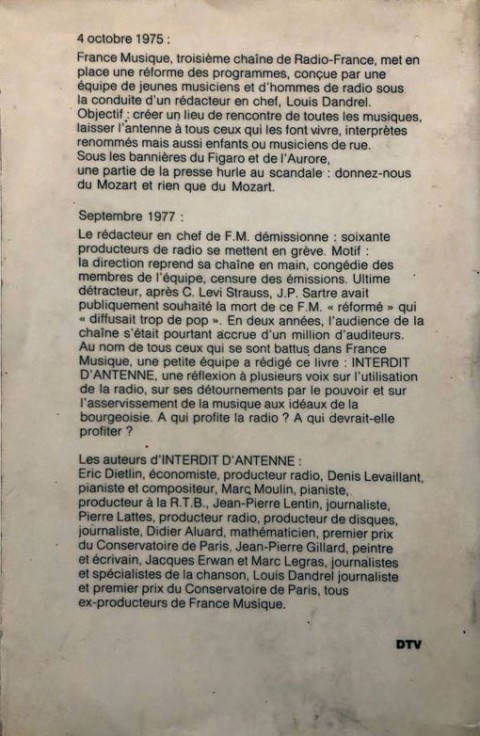 4 octobre 1975 :
France Musique, troisième chaîne de Radio-France, met en
place une réforme des programmes, conçue par une
équipe de jeunes musiciens et d'hommes de radio sous
la conduite d'un rédacteur en chef, Louis Dandrel.
Objectif : créer un lieu de rencontre de toutes les musiques,
laisser l'antenne à tous ceux qui les font vivre, interprètes
renommés mais aussi enfants ou musiciens de rue.
Sous les bannières du Figaro et de l'Aurore,
une partie de la presse hurle au scandale : donnez-nous
du Mozart et rien que du Mozart.
Septembre 1977 :
Le rédacteur en chef de F.M. démissionne : soixante
producteurs de radio se mettent en grève. Motif :
la direction reprend sa chaîne en main, congédie des
membres de l'équipe, censure des émissions. Ultime
détracteur, après C. Levi Strauss, J.P. Sartre avait
publiquement souhaité la mort de ce F.M. « réformé » qui
« diffusait trop de pop ». En deux années, l'audience de la
chaîne s'était pourtant accrue d'un million d'auditeurs.
Au nom de tous ceux qui se sont battus dans France
Musique, une petite équipe a rédigé ce livre : INTERDIT
D'ANTENNE, une réflexion à plusieurs voix sur l'utilisation
de la radio, sur ses détournements par le pouvoir et sur
l'asservissement de la musique aux idéaux de la
bourgeoisie. A qui profite la radio ? A qui devrait-elle
profiter ?
Les auteurs d'INTERDIT D'ANTENNE :
Eric Dietlin, économiste, producteur radio, Denis Levaillant,
pianiste et compositeur, Marc Moulin, pianiste,
producteur à la R.T.B., Jean-Pierre Lentin, journaliste,
Pierre Lattes, producteur radio, producteur de disques,
journaliste, Didier Aluard, mathématicien, premier prix
du Conservatoire de Paris, Jean-Pierre Gillard, peintre
et écrivain, Jacques Erwan et Marc Legras, journalistes
et spécialistes de la chanson, Louis Dandrel journaliste
et premier prix du Conservatoire de Paris, tous
ex-producteurs de France Musique.
DTV